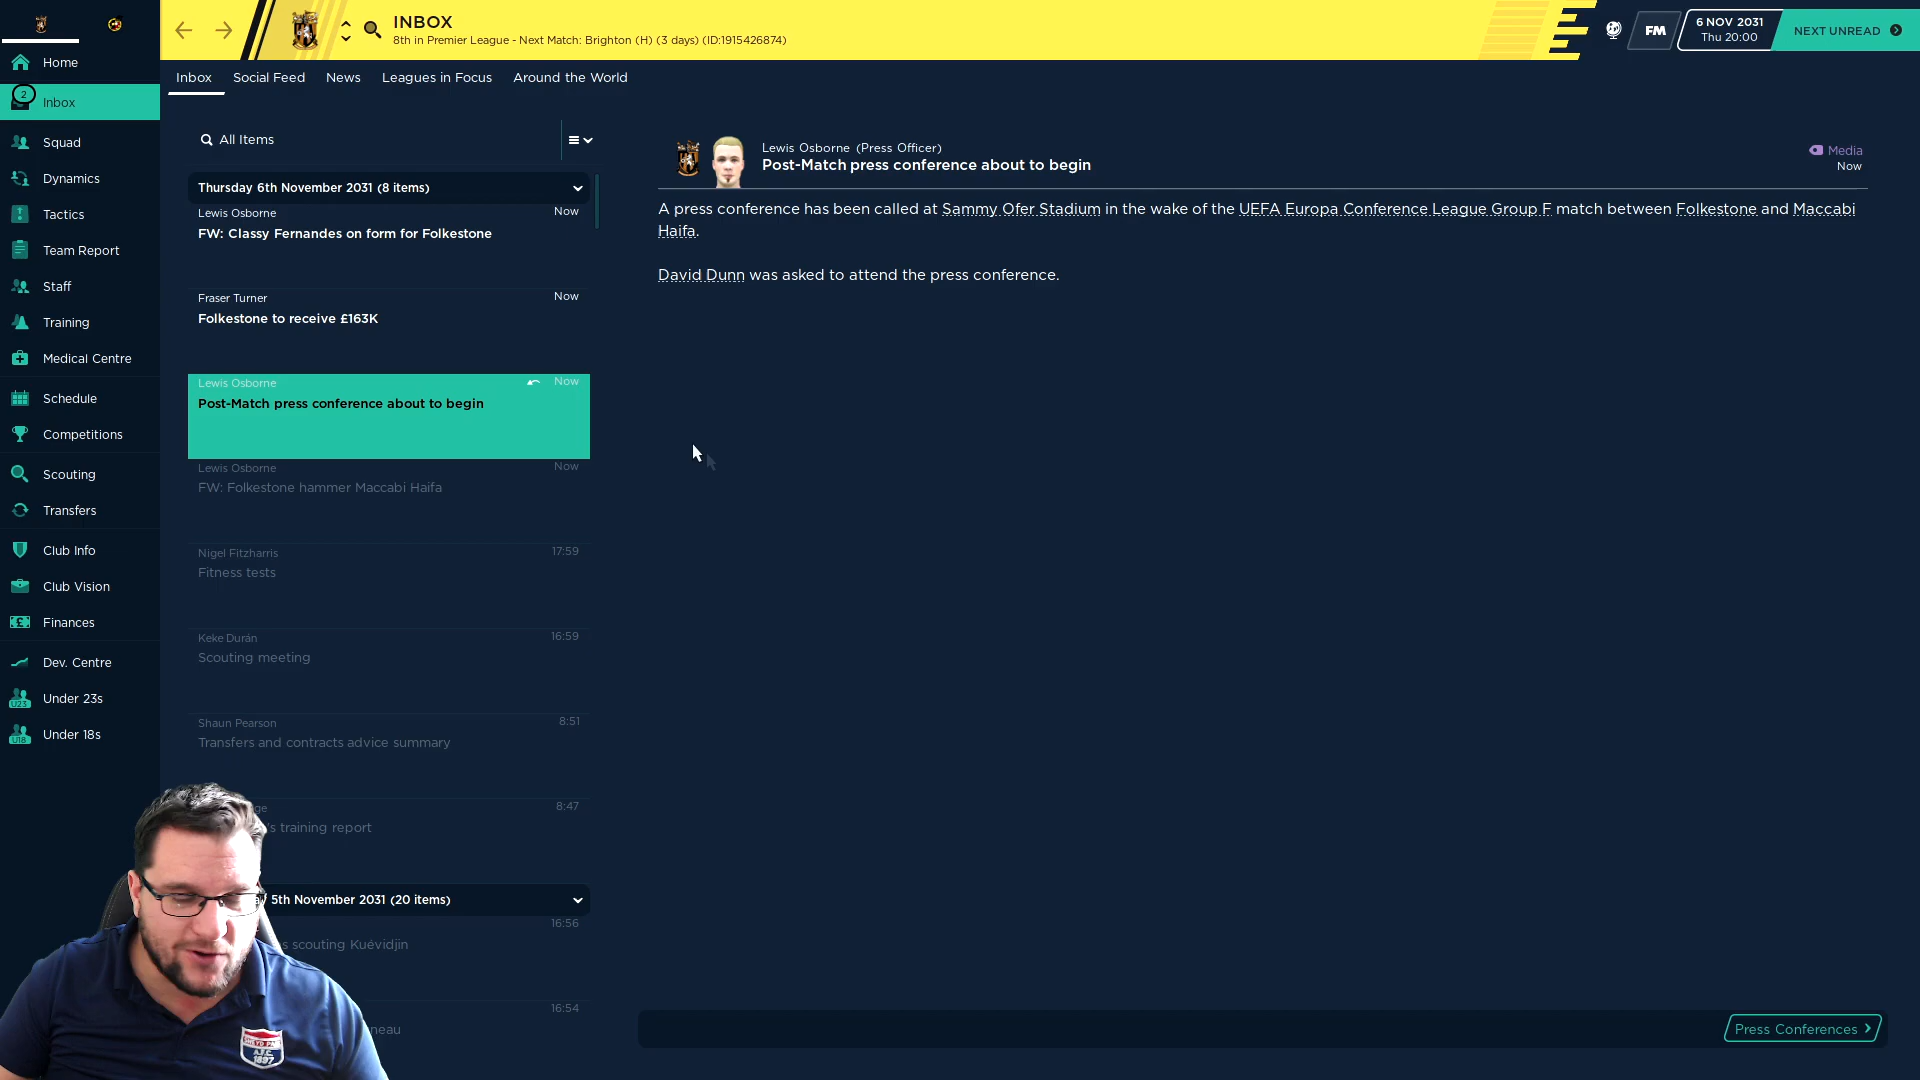 INBOX
8th in Premier League - Next Match: Brighton (H) (3 days) (ID:1915426874)
FM
6 NOV 2031
Thu 20:00
NEXT UNREAD
Home
2
Inbox
Squad
Dynamics
Tactics
Team Report
Staff
Training
Medical Centre
Schedule
Competitions
Scouting
Transfers
Club Info
Club Vision
Finances
Dev. Centre
U23
Under 23s
U18
Under 18s
Inbox
Social Feed
News
Leagues in Focus
Around the World
All Items
Thursday 6th November 2031 (8 items)
Lewis Osborne
Now
FW: Classy Fernandes on form for Folkestone
Fraser Turner
Now
Folkestone to receive £163K
Lewis Osborne
Now
Post-Match press conference about to begin
Lewis Osborne
Now
FW: Folkestone hammer Maccabi Haifa
Nigel Fitzharris
17:59
Fitness tests
Keke Durán
16:59
Scouting meeting
Shaun Pearson
8:51
Transfers and contracts advice summary
8:47
's training report
5th November 2031 (20 items)
16:56
s scouting Kuévidjin
16:54
neau
Lewis Osborne (Press Officer)
Post-Match press conference about to begin
Media
Now
A press conference has been called at Sammy Ofer Stadium in the wake of the UEFA Europa Conference League Group F match between Folkestone and Maccabi
Haifa.
David Dunn was asked to attend the press conference.
Press Conferences
A.F.C.
1897